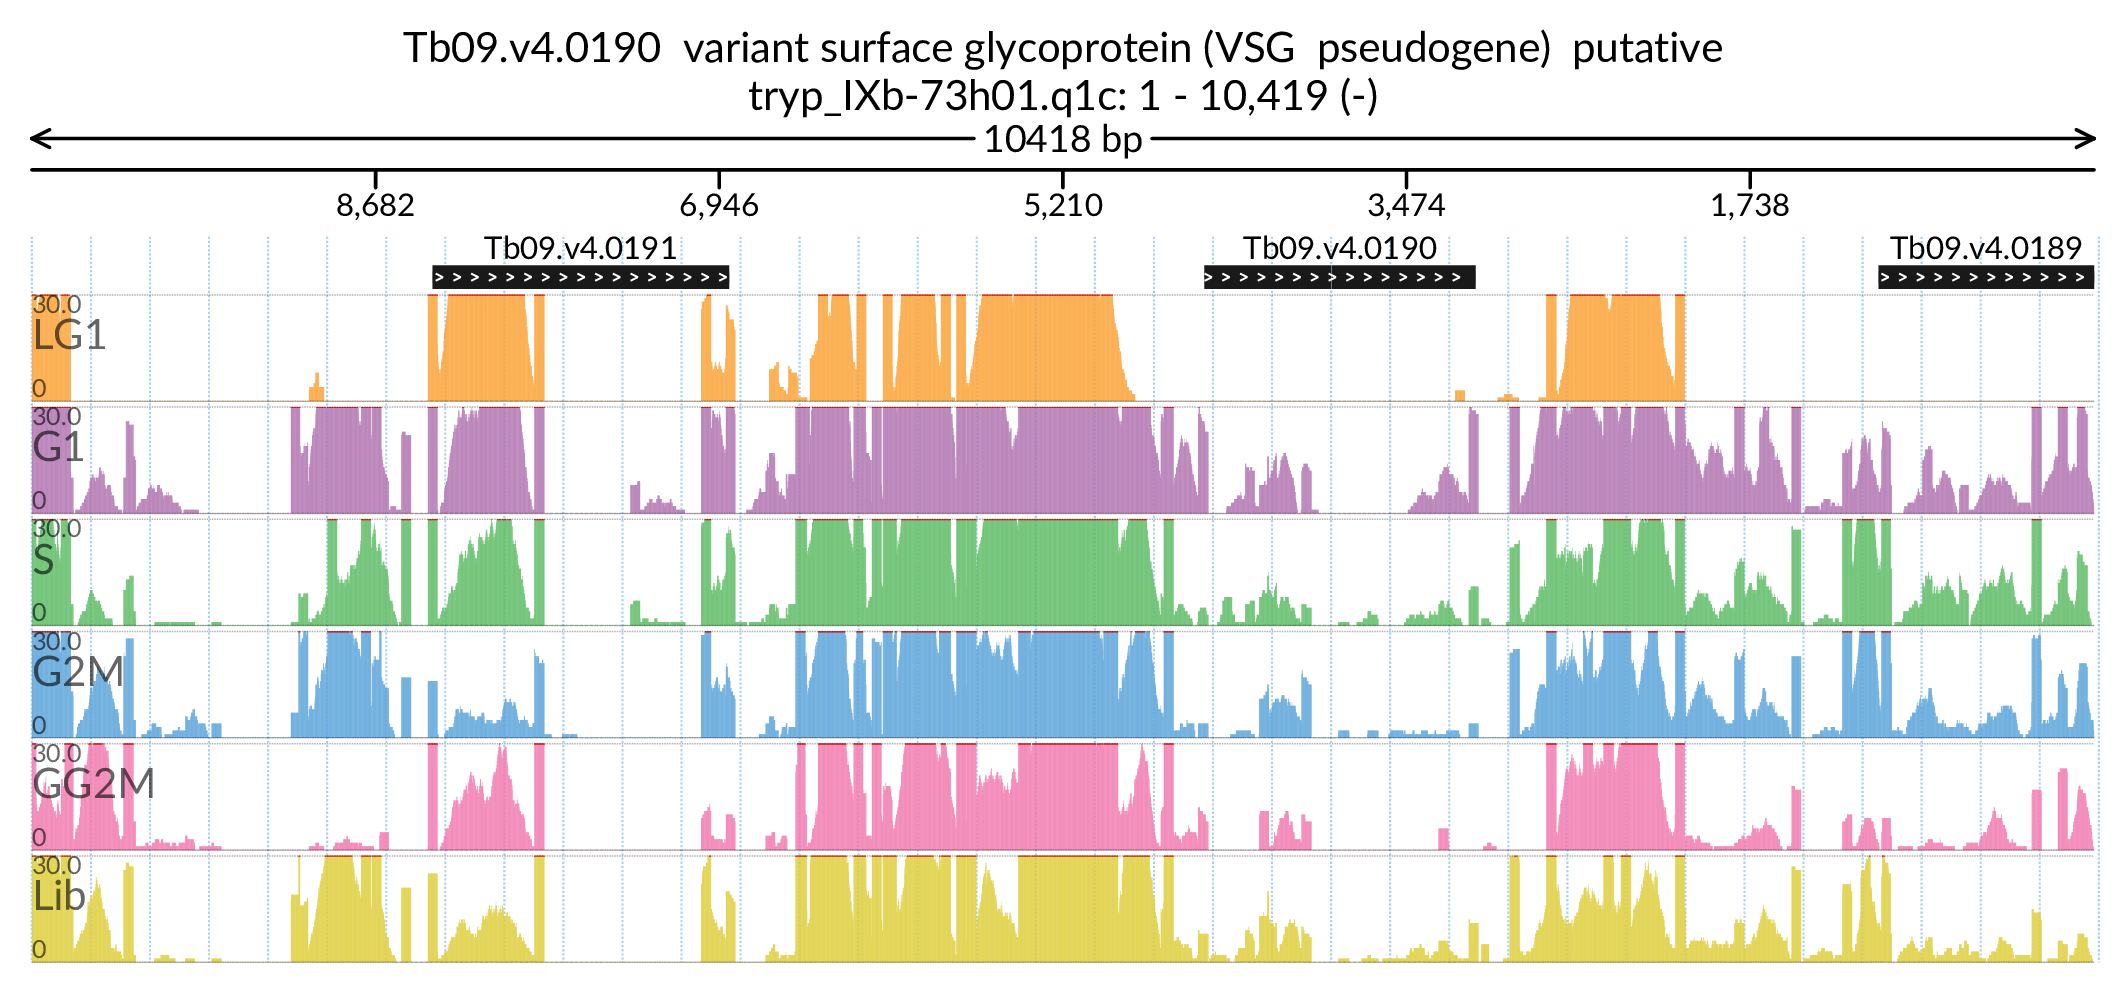 Tb09.v4.0190  variant surface glycoprotein (VSG  pseudogene)  putative
tryp_IXb-73h01.q1c: 1 - 10,419 (-)
10418 bp
8,682 6,946 5,210 3,474 1,738
Tb09.v4.0191 Tb09.v4.0190 Tb09.v4.0189
30.0
LG1
0
30.0
G1
0
30.0
S
0
30.0
G2M
0
30.0
GG2M
0
30.0
Lib
0